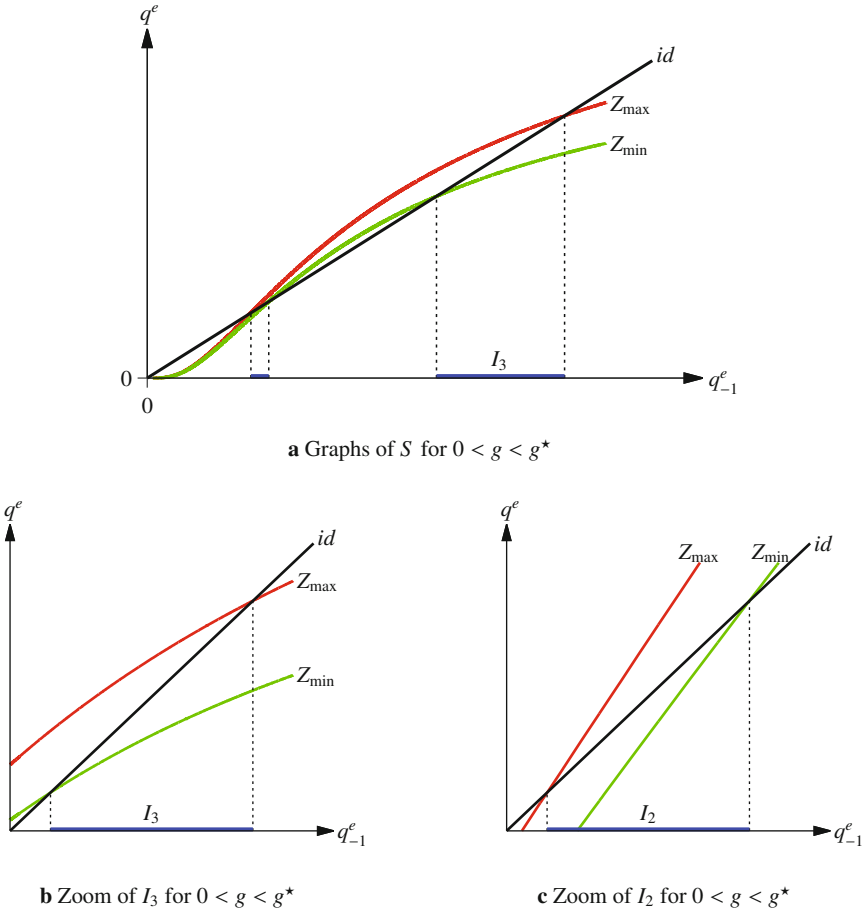 q^e
id
Z_max
Z_min
I_3
0
q^e_{-1}
0
a Graphs of S for 0 < g < g⋆
q^e
id
Z_max
Z_min
I_3
q^e_{-1}
b Zoom of I_3 for 0 < g < g⋆
q^e
Z_max
Z_min
id
I_2
q^e_{-1}
c Zoom of I_2 for 0 < g < g⋆